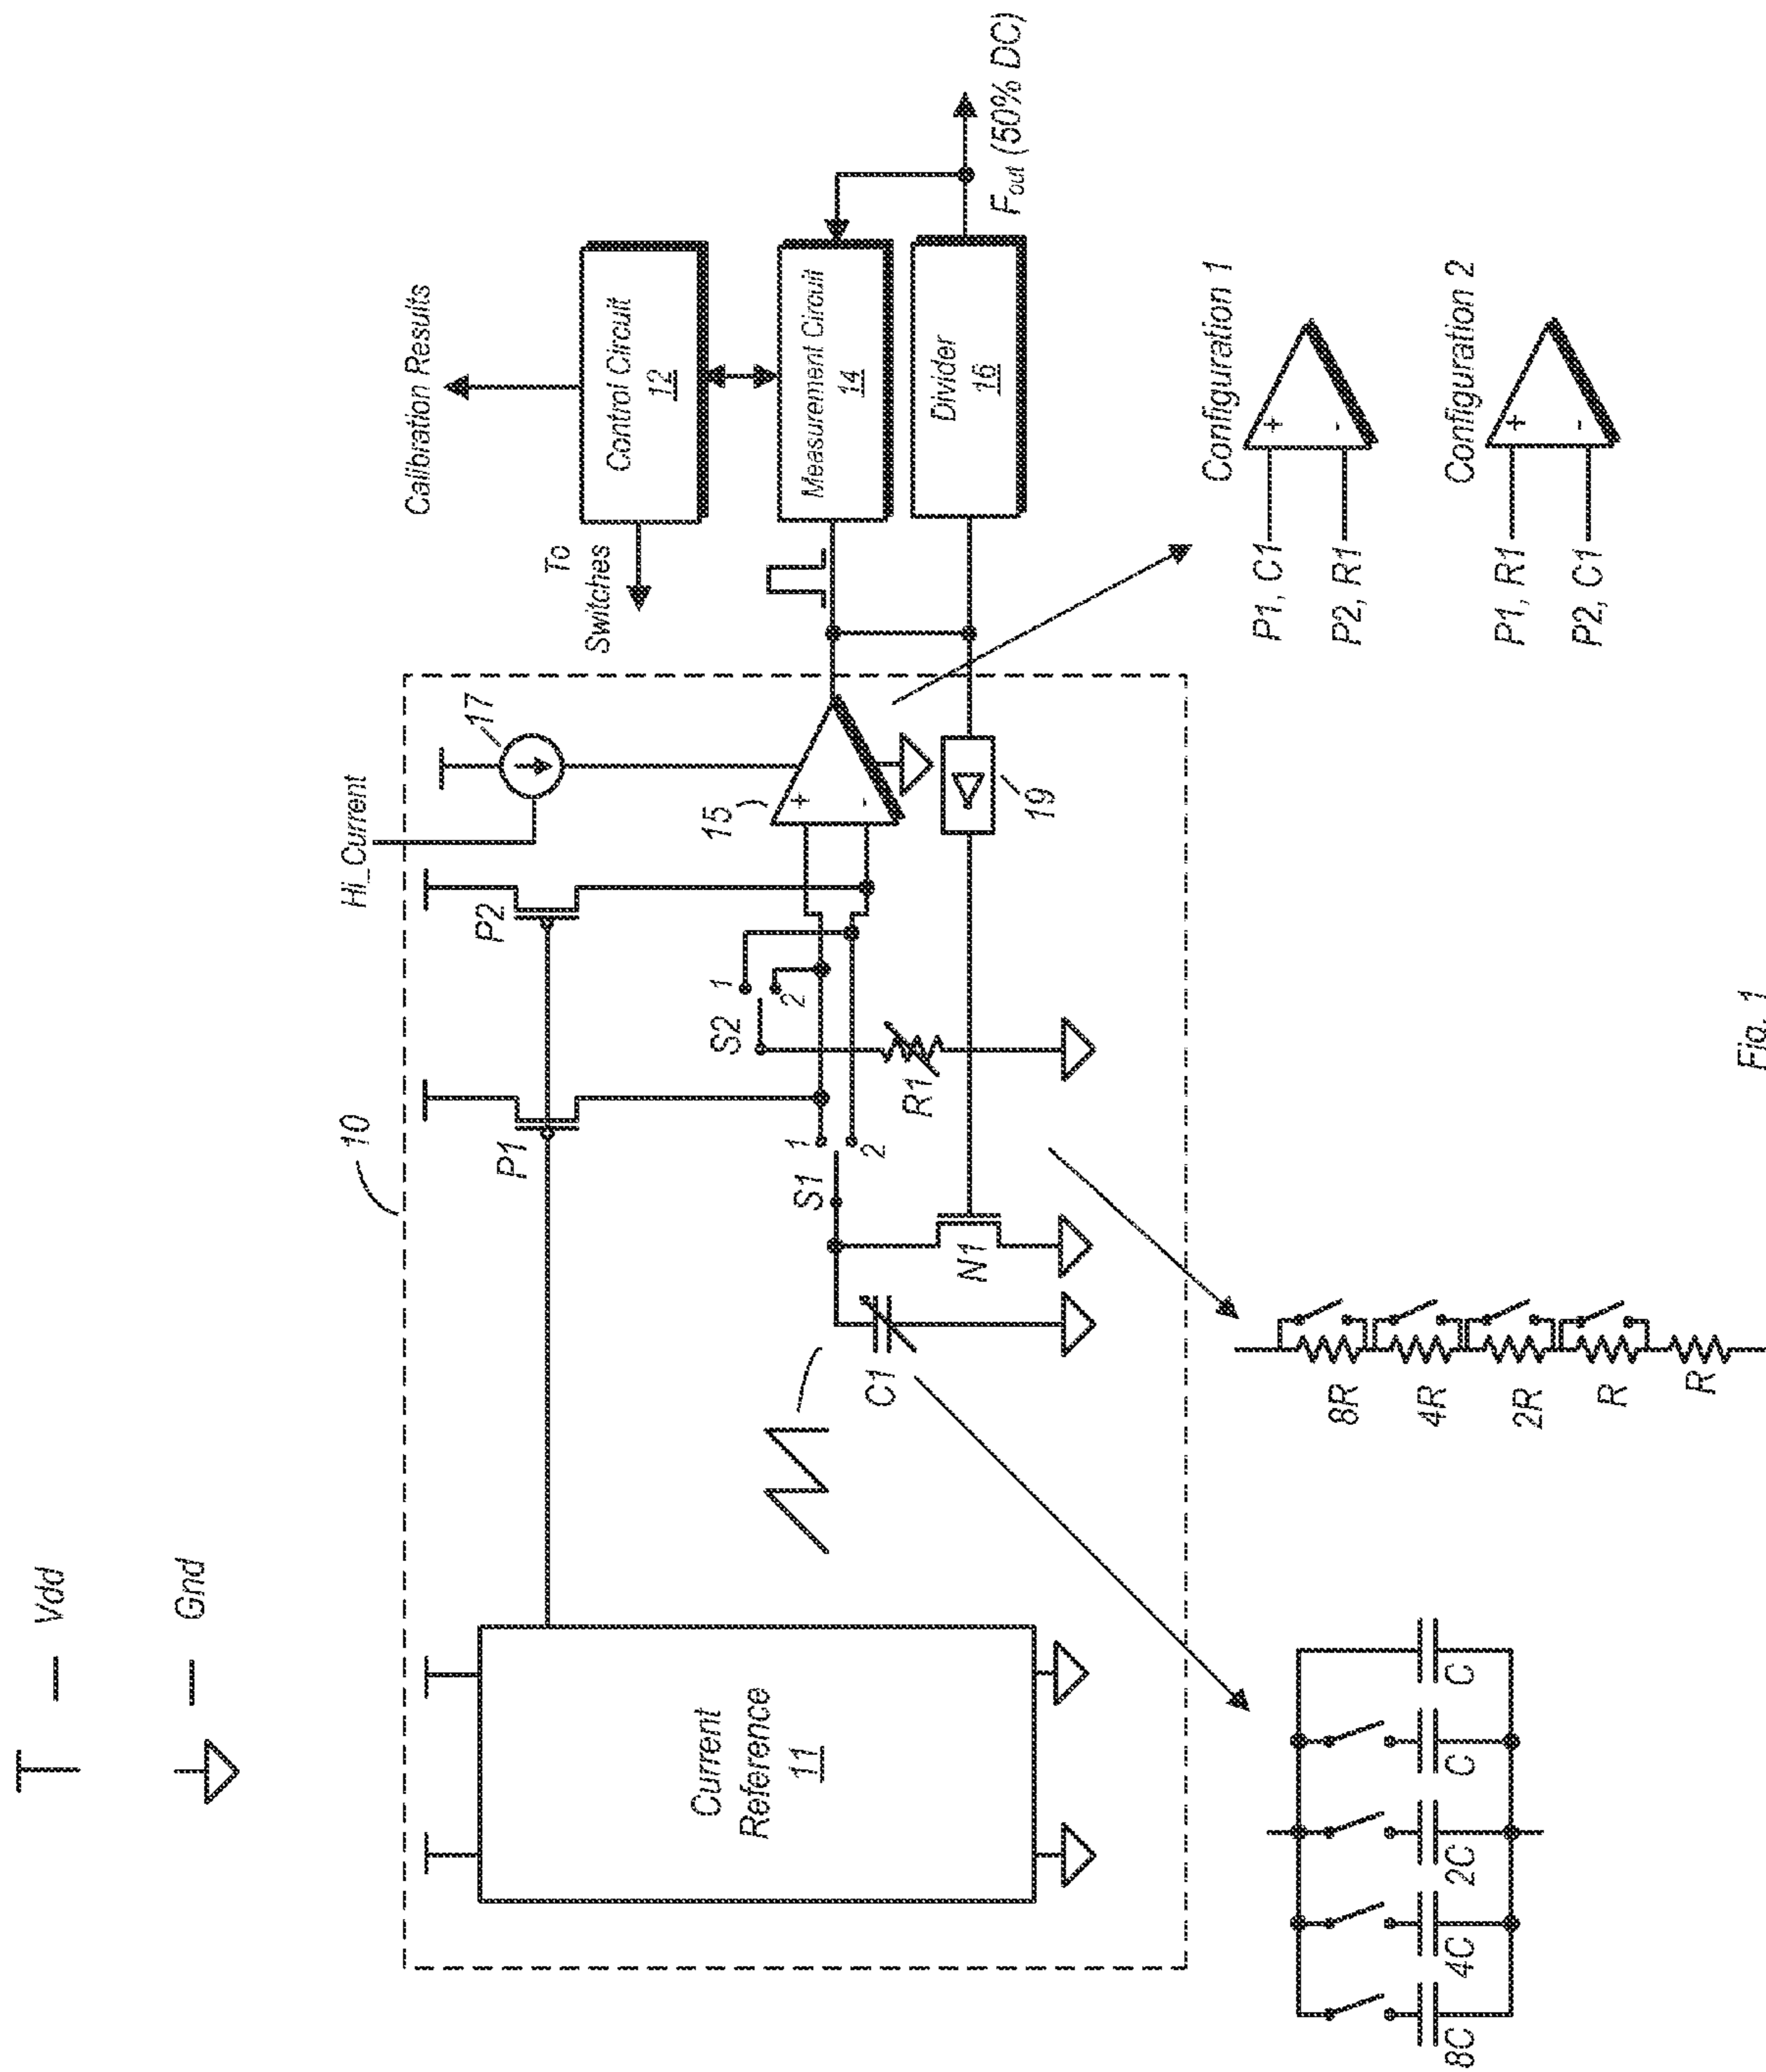 Vdd
Gnd
10
Hi_Current
17
P1
P2
15
+
-
Current
Reference
11
S1
1
2
S2
1
2
R1
C1
N1
19
Calibration Results
To
Switches
Control Circuit
12
Measurement Circuit
14
Divider
16
Fout (50% DC)
8C
4C
2C
C
C
8R
4R
2R
R
R
Configuration 1
P1, C1
P2, R1
+
-
Configuration 2
P1, R1
P2, C1
+
-
Fig. 1